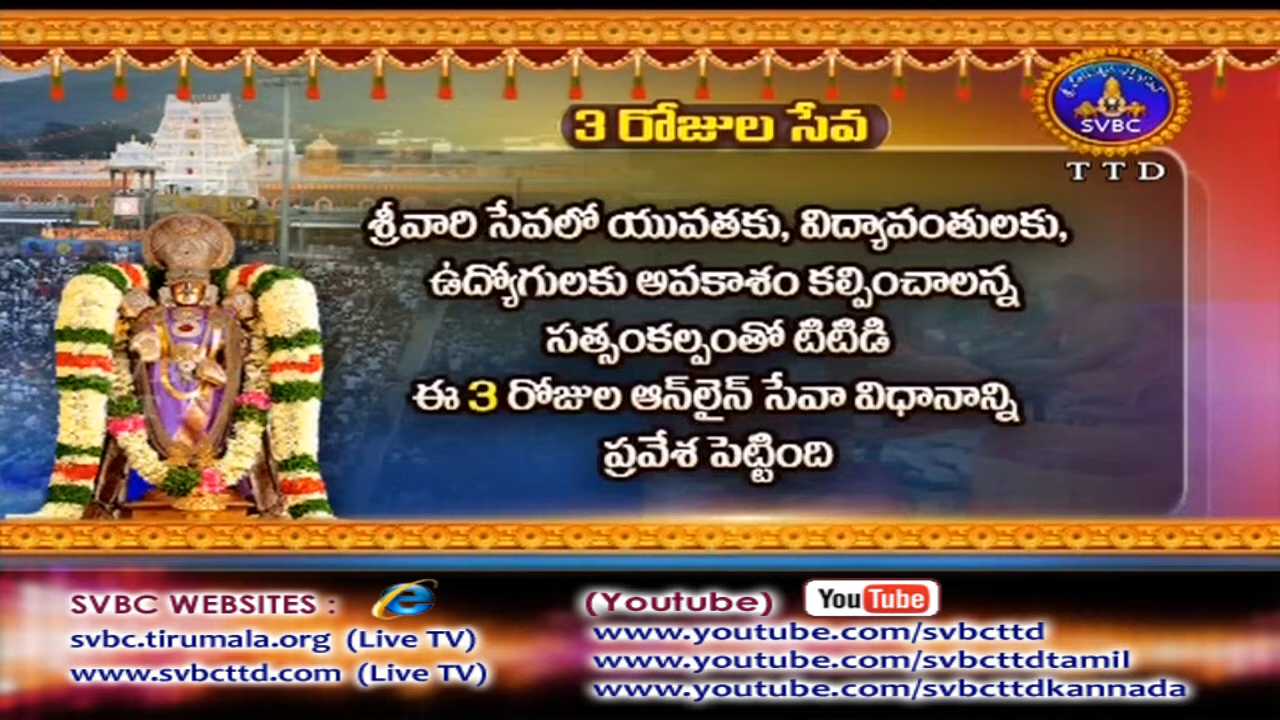 3 రోజుల సేవ
SVBC
T T D
శ్రీవారి సేవలో యువతకు, విద్యావంతులకు,
ఉద్యోగులకు అవకాశం కల్పించాలన్న
సత్సంకల్పంతో టిటిడి
ఈ 3 రోజుల ఆన్‌లైన్ సేవా విధానాన్ని
ప్రవేశ పెట్టింది
SVBC WEBSITES :
svbc.tirumala.org (Live TV)
www.svbcttd.com (Live TV)
(Youtube) YouTube
www.youtube.com/svbcttd
www.youtube.com/svbcttdtamil
www.youtube.com/svbcttdkannada